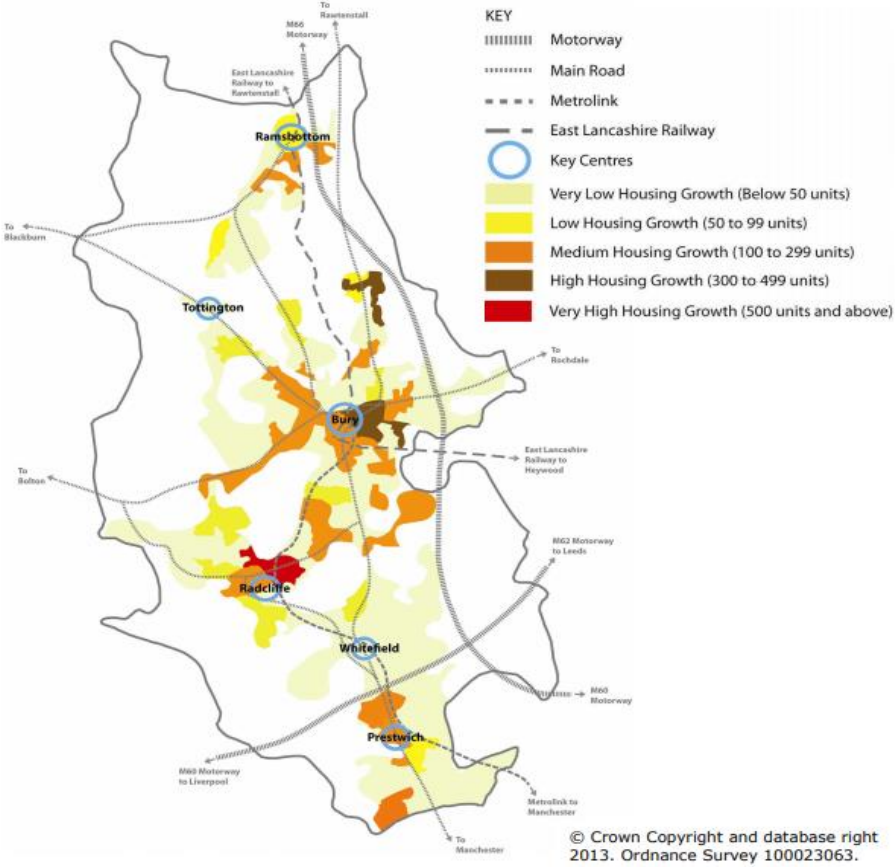 To
Rawtenstall
M66
Motorway
East Lancashire
Railway to
Rawtenstall
Ramsbottom
To
Blackburn
Tottington
To
Rochdale
Bury
East Lancashire
Railway to
Heywood
To
Bolton
M62 Motorway
to Leeds
Radcliffe
Whitefield
M60
Motorway
Prestwich
M60 Motorway
to Liverpool
Metrolink to
Manchester
To
Manchester
KEY
Motorway
Main Road
Metrolink
East Lancashire Railway
Key Centres
Very Low Housing Growth (Below 50 units)
Low Housing Growth (50 to 99 units)
Medium Housing Growth (100 to 299 units)
High Housing Growth (300 to 499 units)
Very High Housing Growth (500 units and above)
© Crown Copyright and database right
2013. Ordnance Survey 100023063.